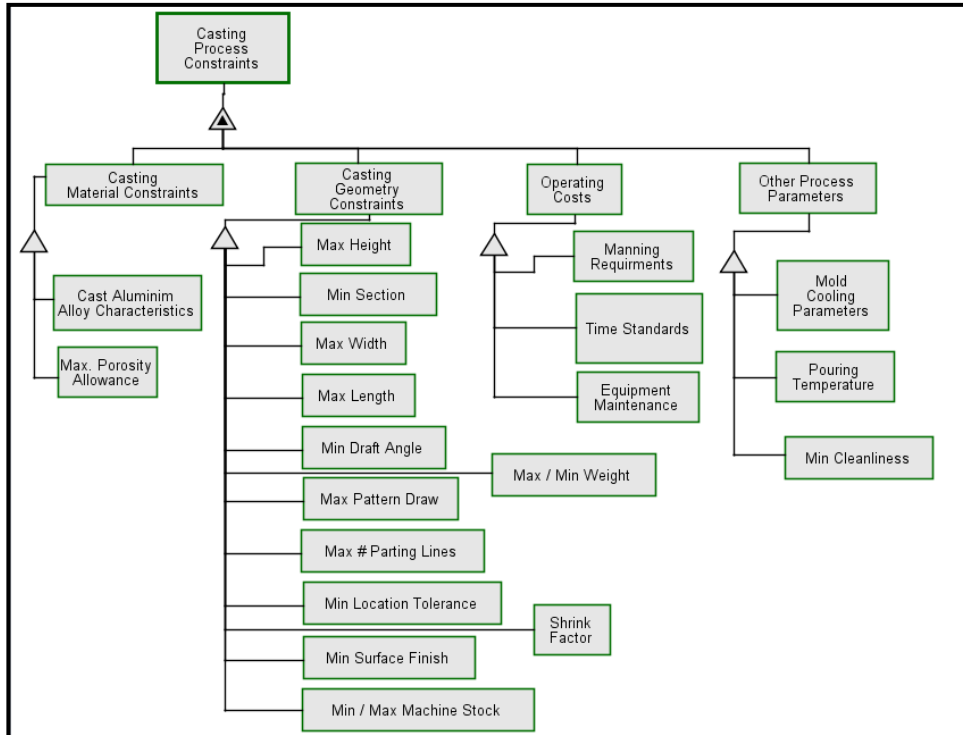 Casting
Process
Constraints
Casting
Material Constraints
Casting
Geometry
Constraints
Operating
Costs
Other Process
Parameters
Cast Aluminim
Alloy Characteristics
Max. Porosity
Allowance
Max Height
Min Section
Max Width
Max Length
Min Draft Angle
Max / Min Weight
Max Pattern Draw
Max # Parting Lines
Min Location Tolerance
Shrink
Factor
Min Surface Finish
Min / Max Machine Stock
Manning
Requirments
Time Standards
Equipment
Maintenance
Mold
Cooling
Parameters
Pouring
Temperature
Min Cleanliness